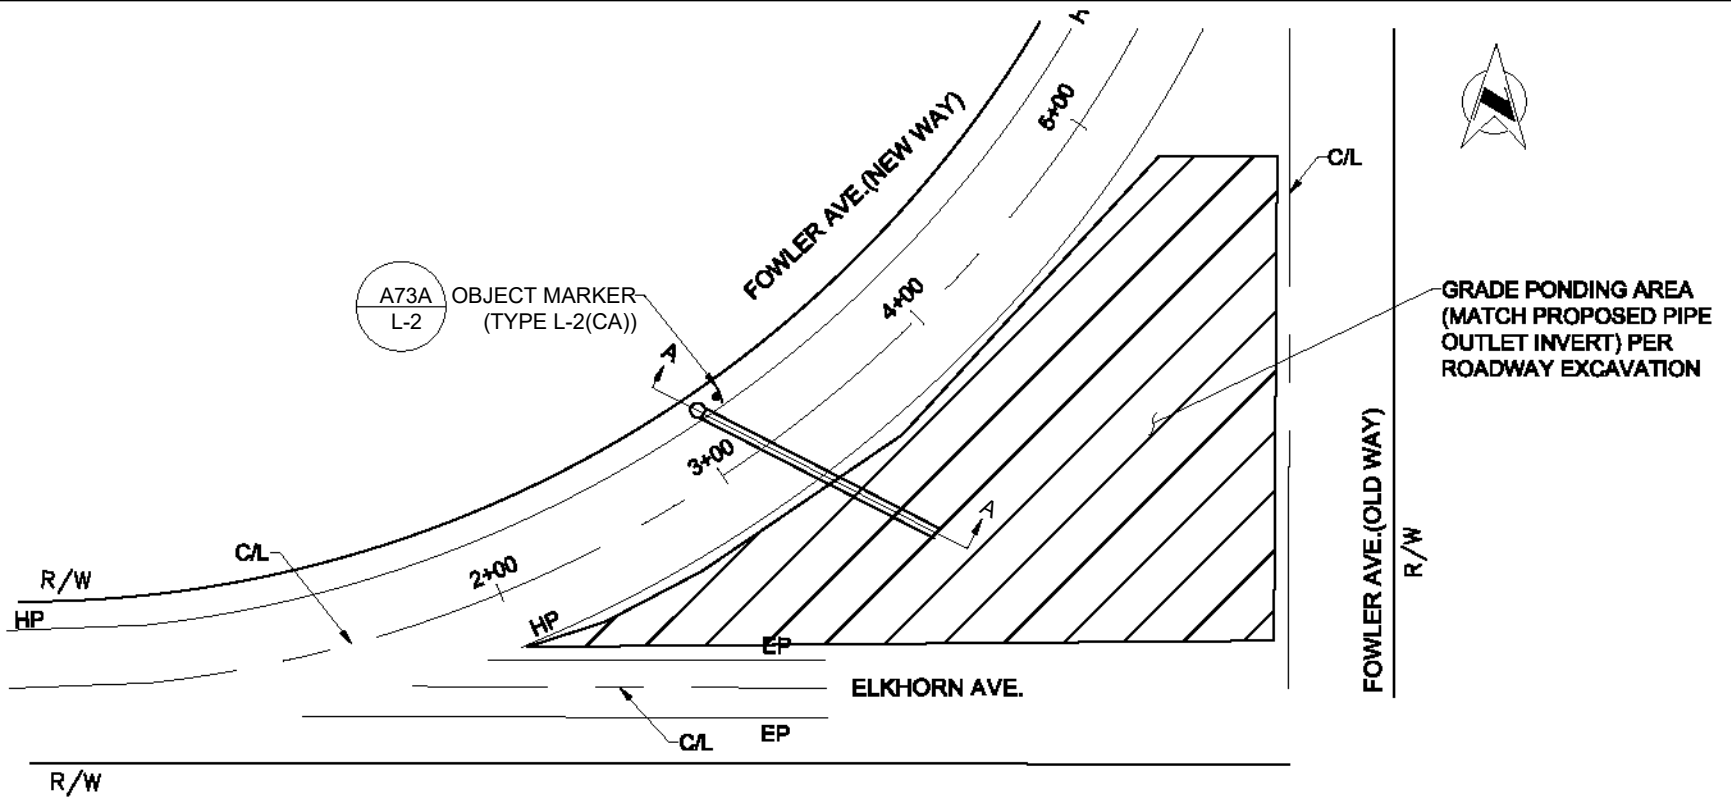 FOWLER AVE.(NEW WAY)
5+00
C/L
A73A
L-2
OBJECT MARKER
(TYPE L-2(CA))
4+00
GRADE PONDING AREA
(MATCH PROPOSED PIPE
OUTLET INVERT) PER
ROADWAY EXCAVATION
A
3+00
A
FOWLER AVE.(OLD WAY)
R/W
C/L
2+00
R/W
HP
HP
EP
ELKHORN AVE.
EP
C/L
R/W